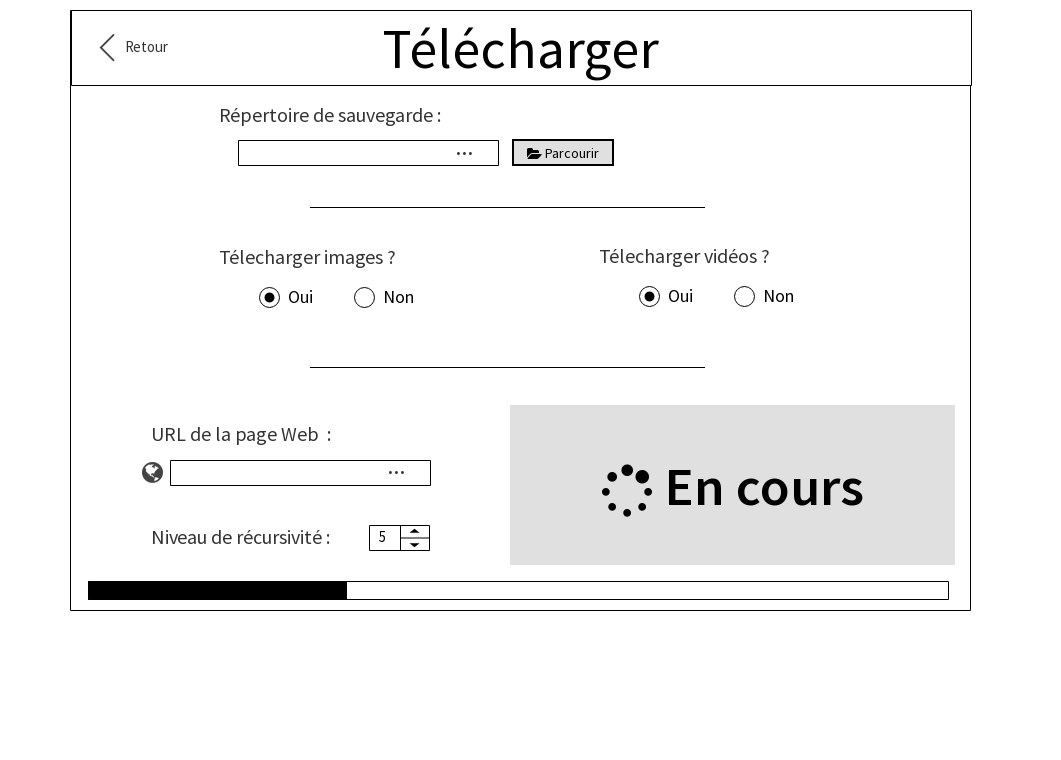 Retour
Télécharger
Répertoire de sauvegarde :
...
Parcourir
Télecharger images ?
Télecharger vidéos ?
Oui Non
Oui Non
URL de la page Web :
...
En cours
Niveau de récursivité :
5